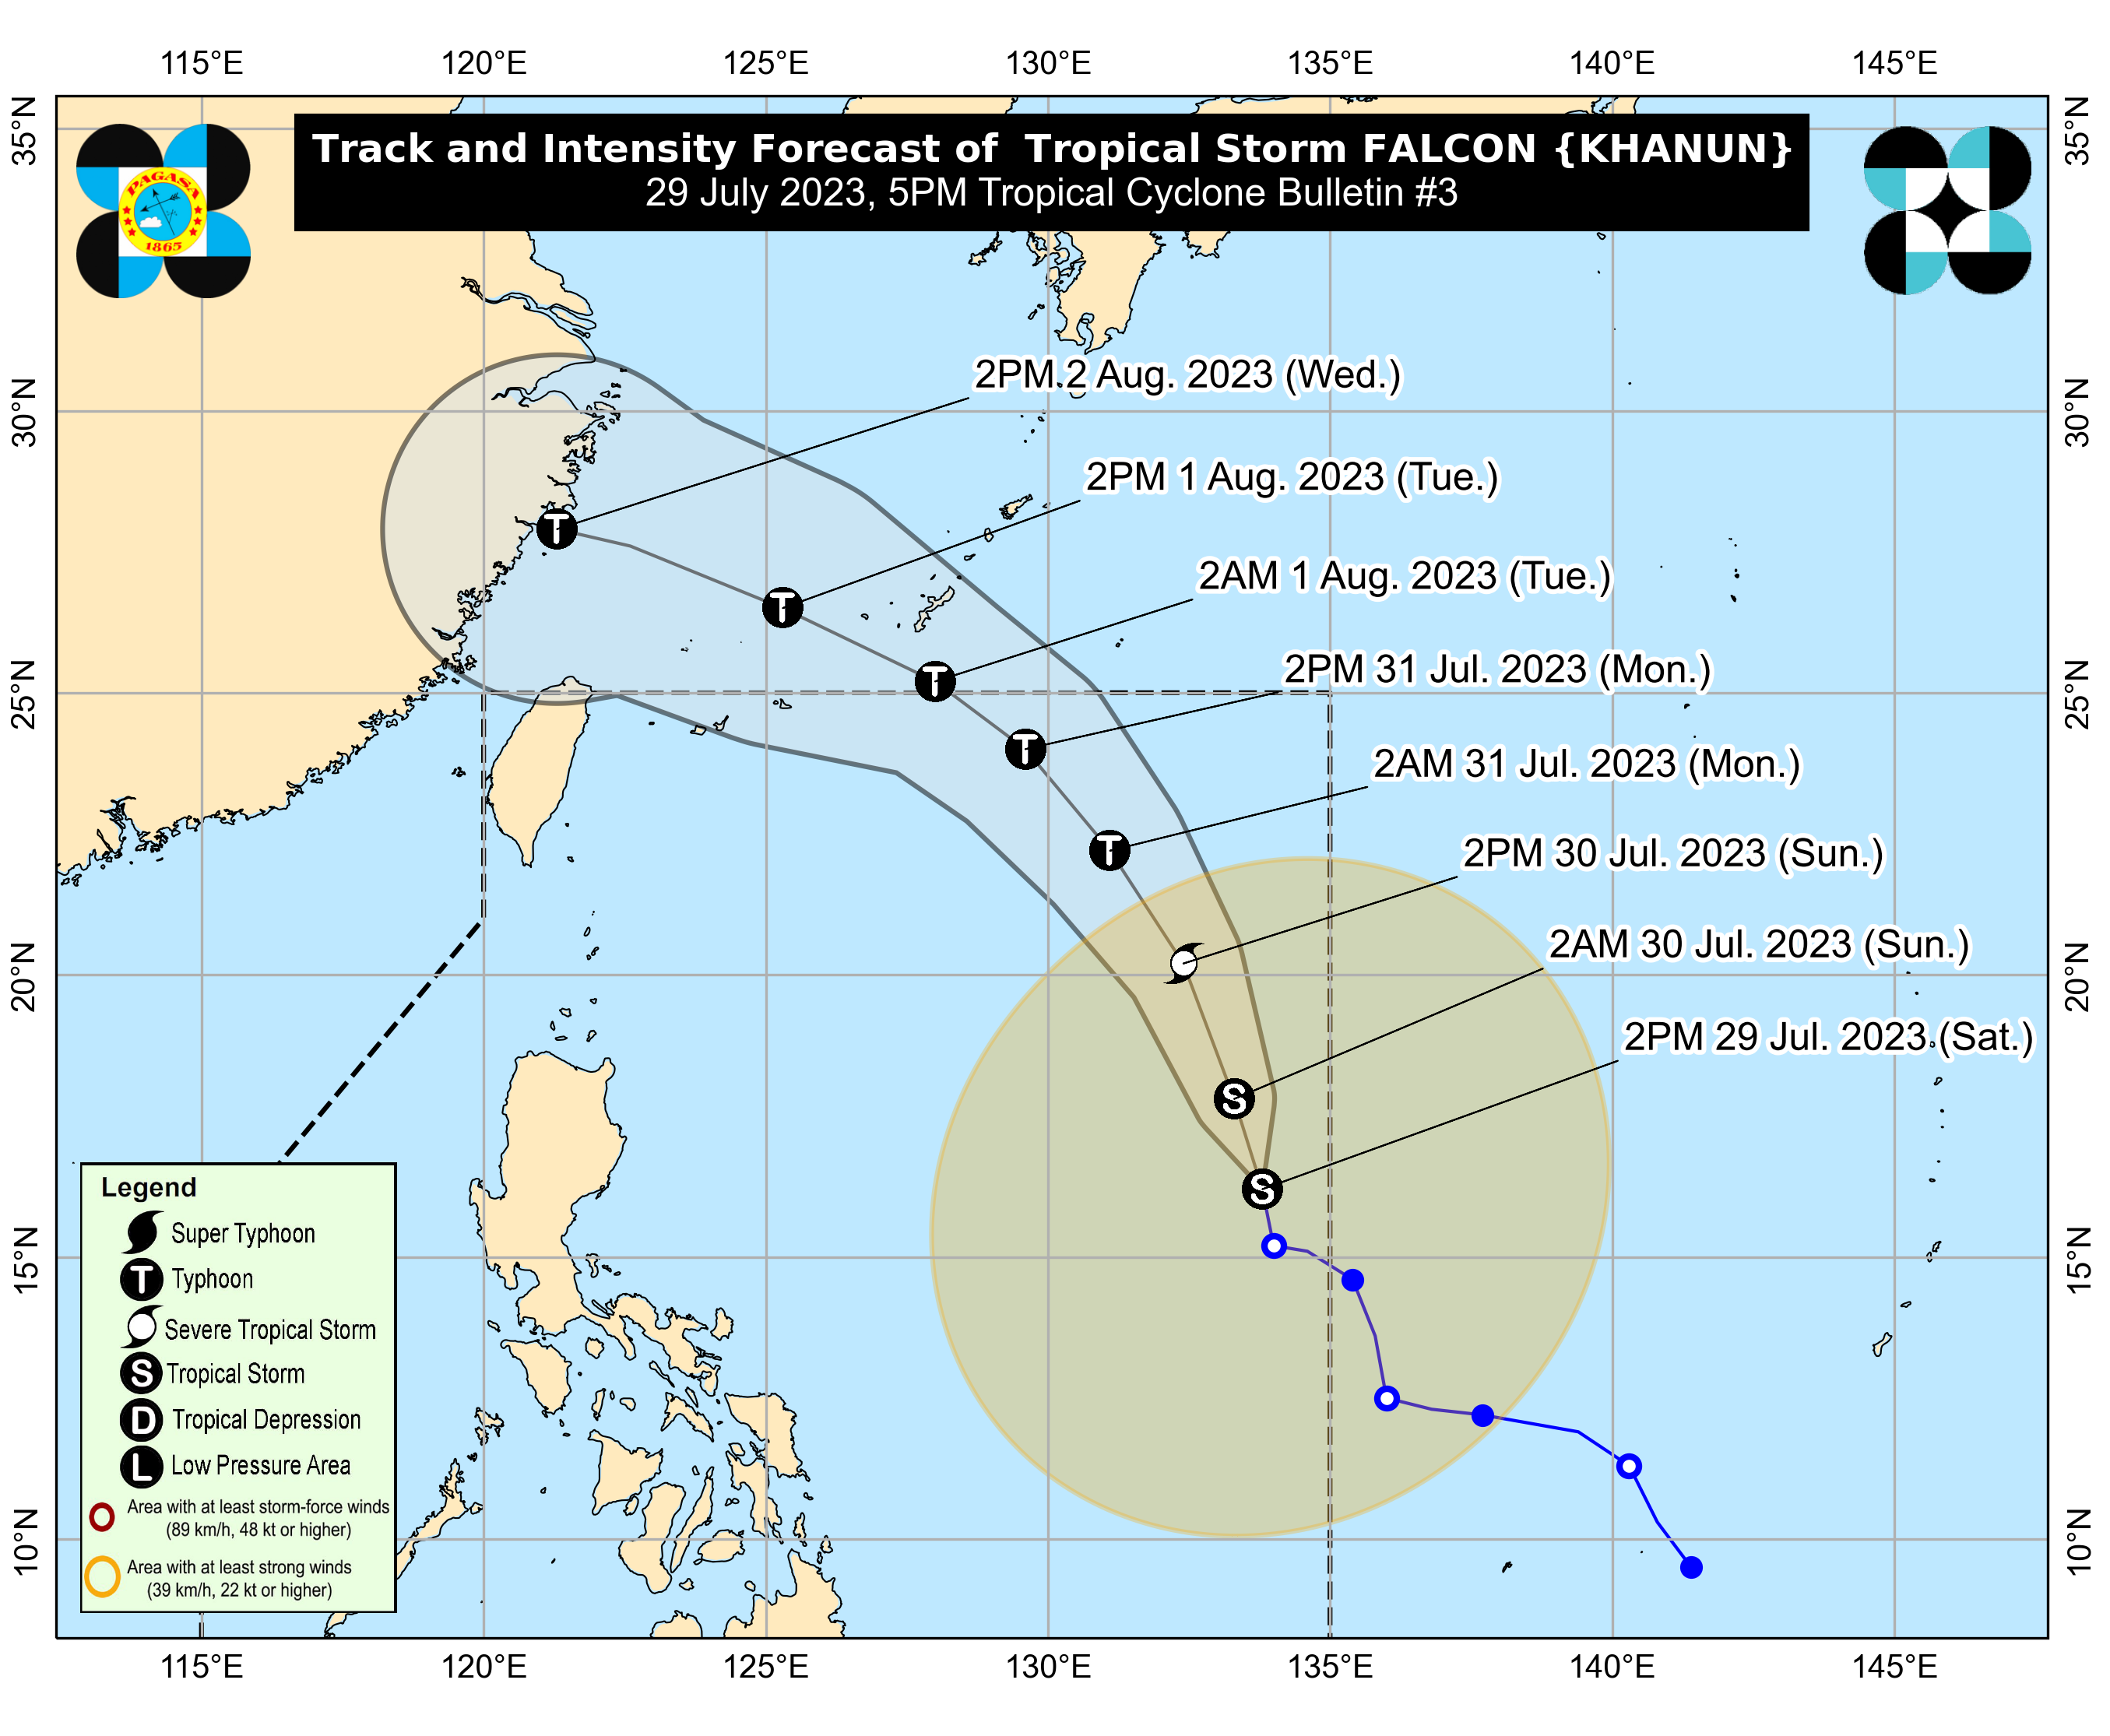 115°E 120°E 125°E 130°E 135°E 140°E 145°E
35°N 35°N
PAGASA
1865
Track and Intensity Forecast of  Tropical Storm FALCON {KHANUN}
29 July 2023, 5PM Tropical Cyclone Bulletin #3
2PM 2 Aug. 2023 (Wed.)
30°N 30°N
2PM 1 Aug. 2023 (Tue.)
T
2AM 1 Aug. 2023 (Tue.)
T
2PM 31 Jul. 2023 (Mon.)
T
25°N 25°N
T
2AM 31 Jul. 2023 (Mon.)
T
2PM 30 Jul. 2023 (Sun.)
2AM 30 Jul. 2023 (Sun.)
20°N 20°N
2PM 29 Jul. 2023 (Sat.)
S
S
15°N 15°N
Legend
Super Typhoon
T Typhoon
Severe Tropical Storm
S Tropical Storm
D Tropical Depression
L Low Pressure Area
Area with at least storm-force winds
(89 km/h, 48 kt or higher)
Area with at least strong winds
(39 km/h, 22 kt or higher)
10°N 10°N
115°E 120°E 125°E 130°E 135°E 140°E 145°E